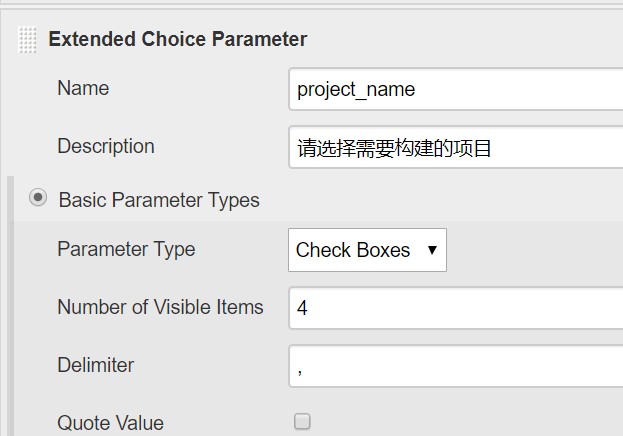 Extended Choice Parameter
Name project_name
Description 请选择需要构建的项目
Basic Parameter Types
Parameter Type Check Boxes
Number of Visible Items 4
Delimiter ,
Quote Value